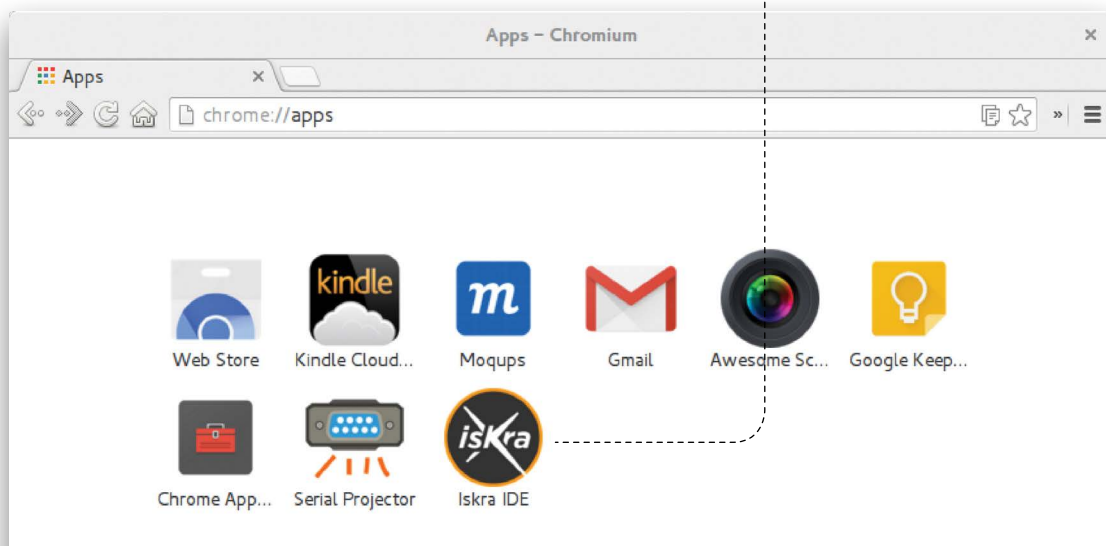 Apps – Chromium
Apps
chrome://apps
kindle
m
Web Store
Kindle Cloud...
Moqups
Gmail
Awesome Sc...
Google Keep...
iskra
Chrome App...
Serial Projector
Iskra IDE